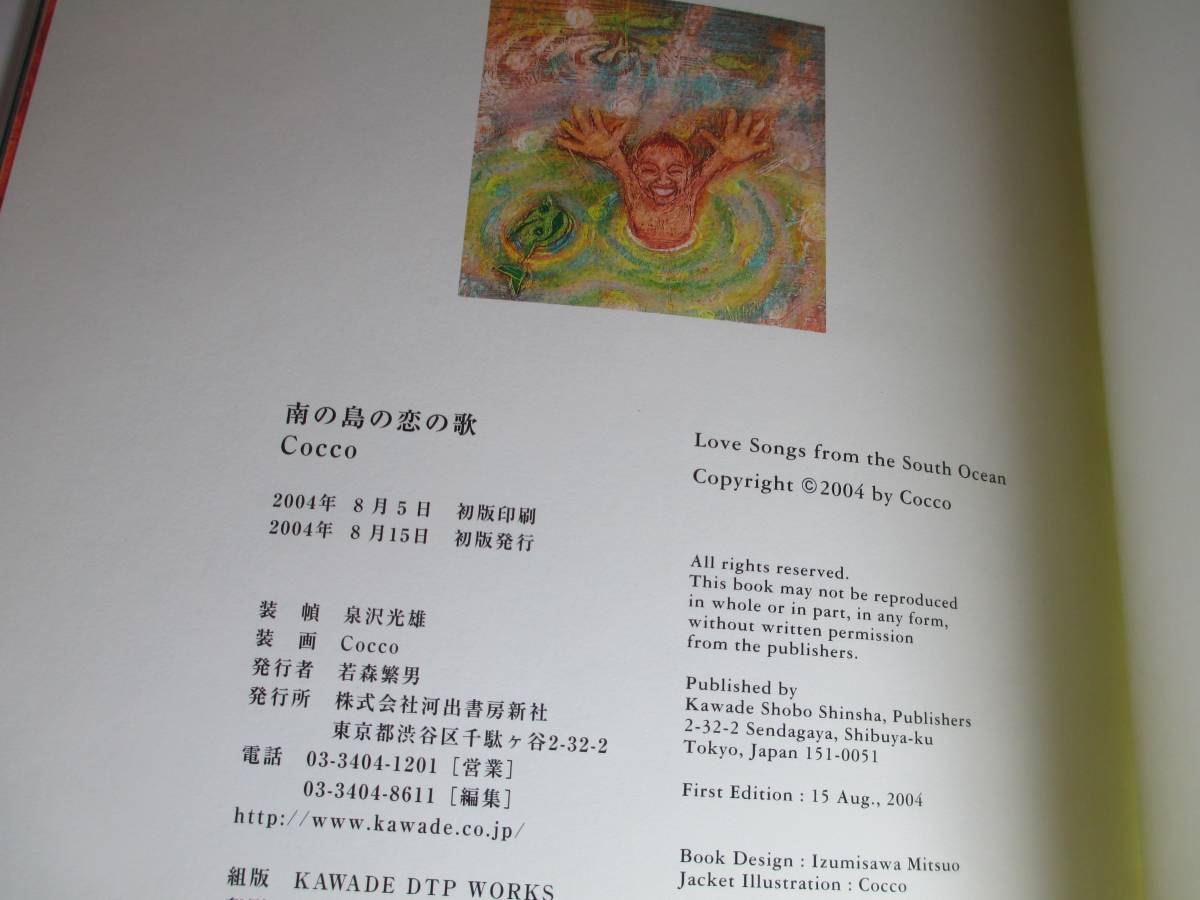 南の島の恋の歌
Cocco
2004年 8月5日 初版印刷
2004年 8月15日 初版発行
装 幀 泉沢光雄
装 画 Cocco
発行者 若森繁男
発行所 株式会社河出書房新社
東京都渋谷区千駄ヶ谷2-32-2
電話 03-3404-1201［営業］
03-3404-8611［編集］
http://www.kawade.co.jp/
組版 KAWADE DTP WORKS
Love Songs from the South Ocean
Copyright ©2004 by Cocco
All rights reserved.
This book may not be reproduced
in whole or in part, in any form,
without written permission
from the publishers.
Published by
Kawade Shobo Shinsha, Publishers
2-32-2 Sendagaya, Shibuya-ku
Tokyo, Japan 151-0051
First Edition : 15 Aug., 2004
Book Design : Izumisawa Mitsuo
Jacket Illustration : Cocco